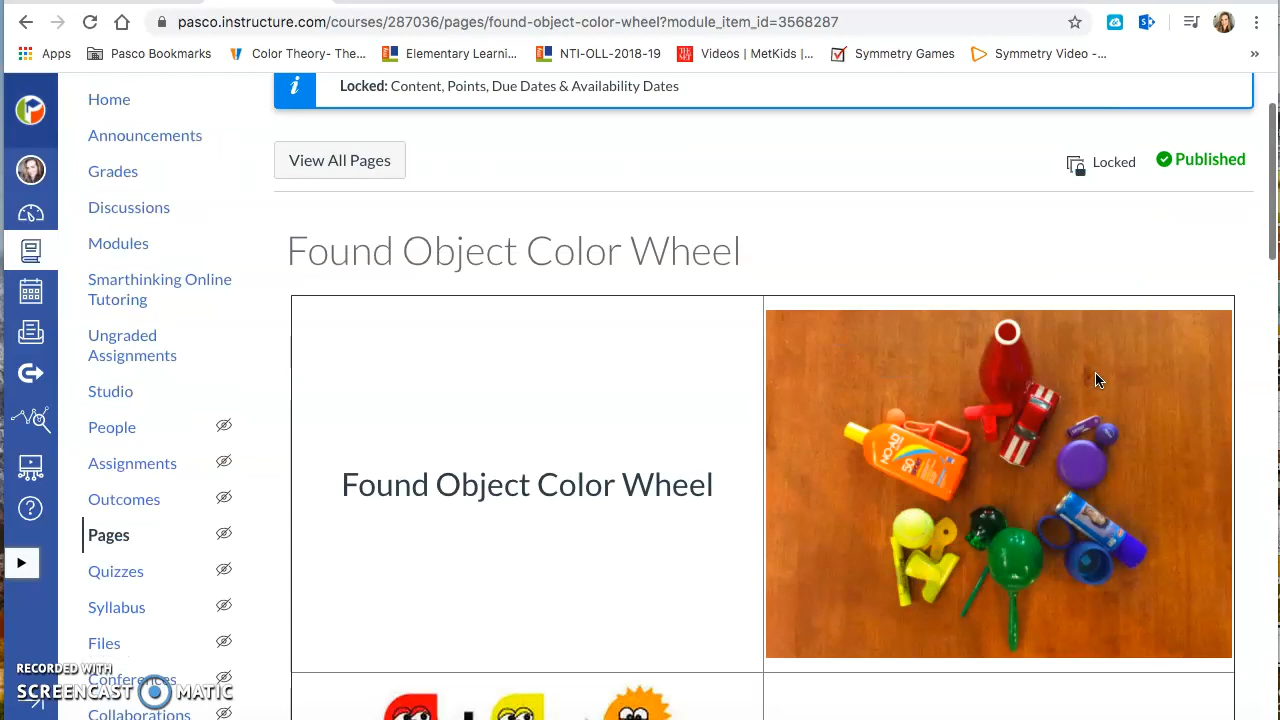 pasco.instructure.com/courses/287036/pages/found-object-color-wheel?module_item_id=3568287
Apps Pasco Bookmarks Color Theory- The... Elementary Learni... NTI-OLL-2018-19 Videos | MetKids |... Symmetry Games Symmetry Video -... »
i Locked: Content, Points, Due Dates & Availability Dates
Home
Announcements
Grades
Discussions
Modules
Smarthinking Online
Tutoring
Ungraded
Assignments
Studio
People
Assignments
Outcomes
Pages
Quizzes
Syllabus
Files
Conferences
Collaborations
View All Pages
Locked Published
Found Object Color Wheel
Found Object Color Wheel
NO-AD
50
RECORDED WITH
SCREENCAST MATIC